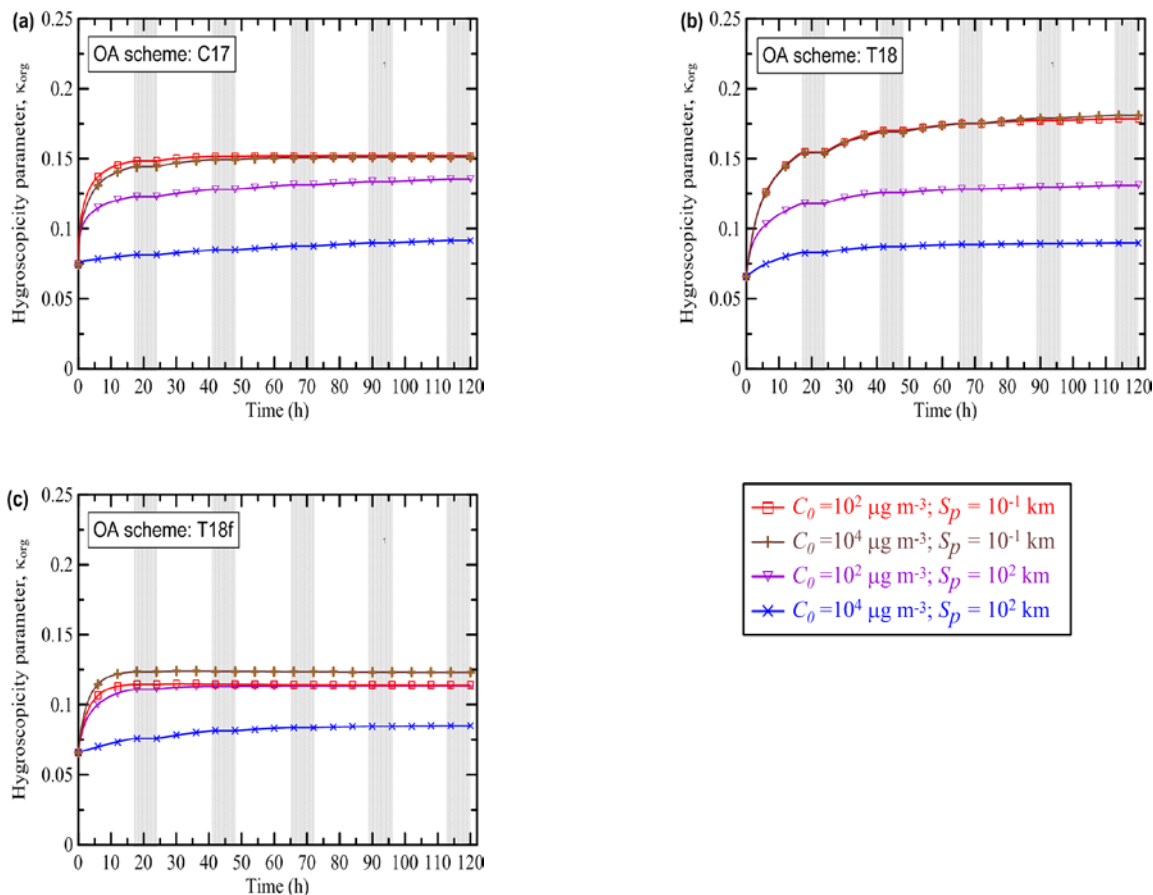 (a)
OA scheme: C17
Hygroscopicity parameter, κorg
0.25
0.2
0.15
0.1
0.05
0
0 10 20 30 40 50 60 70 80 90 100 110 120
Time (h)
(b)
OA scheme: T18
Hygroscopicity parameter, κorg
0.25
0.2
0.15
0.1
0.05
0
0 10 20 30 40 50 60 70 80 90 100 110 120
Time (h)
(c)
OA scheme: T18f
Hygroscopicity parameter, κorg
0.25
0.2
0.15
0.1
0.05
0
0 10 20 30 40 50 60 70 80 90 100 110 120
Time (h)
C0 =10² µg m-³; Sp = 10-¹ km
C0 =10⁴ µg m-³; Sp = 10-¹ km
C0 =10² µg m-³; Sp = 10² km
C0 =10⁴ µg m-³; Sp = 10² km